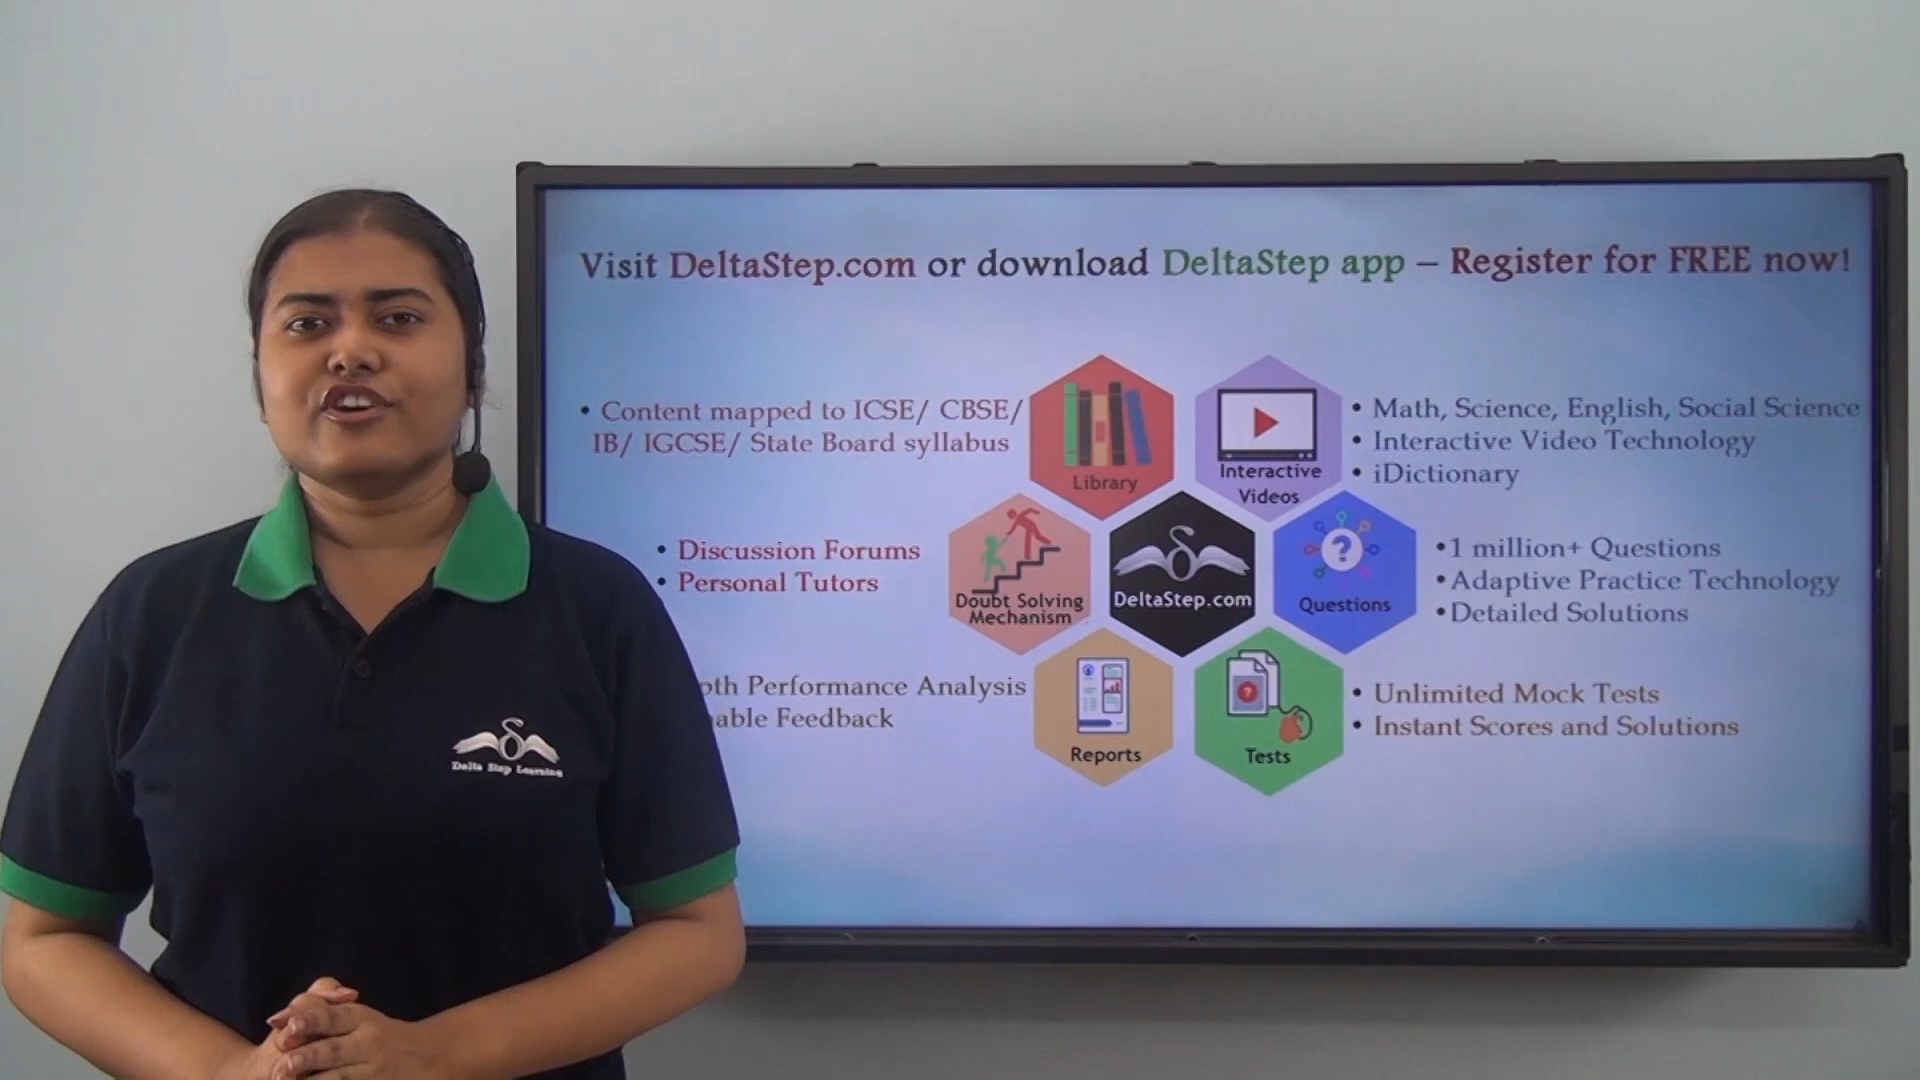 Visit DeltaStep.com or download DeltaStep app – Register for FREE now!
• Content mapped to ICSE/ CBSE/
IB/ IGCSE/ State Board syllabus
Library
Interactive
Videos
• Math, Science, English, Social Science
• Interactive Video Technology
• iDictionary
• Discussion Forums
• Personal Tutors
Doubt Solving
Mechanism
DeltaStep.com
Questions
•1 million+ Questions
•Adaptive Practice Technology
•Detailed Solutions
Performance Analysis
Feedback
Reports
Tests
• Unlimited Mock Tests
• Instant Scores and Solutions
Delta Step Learning